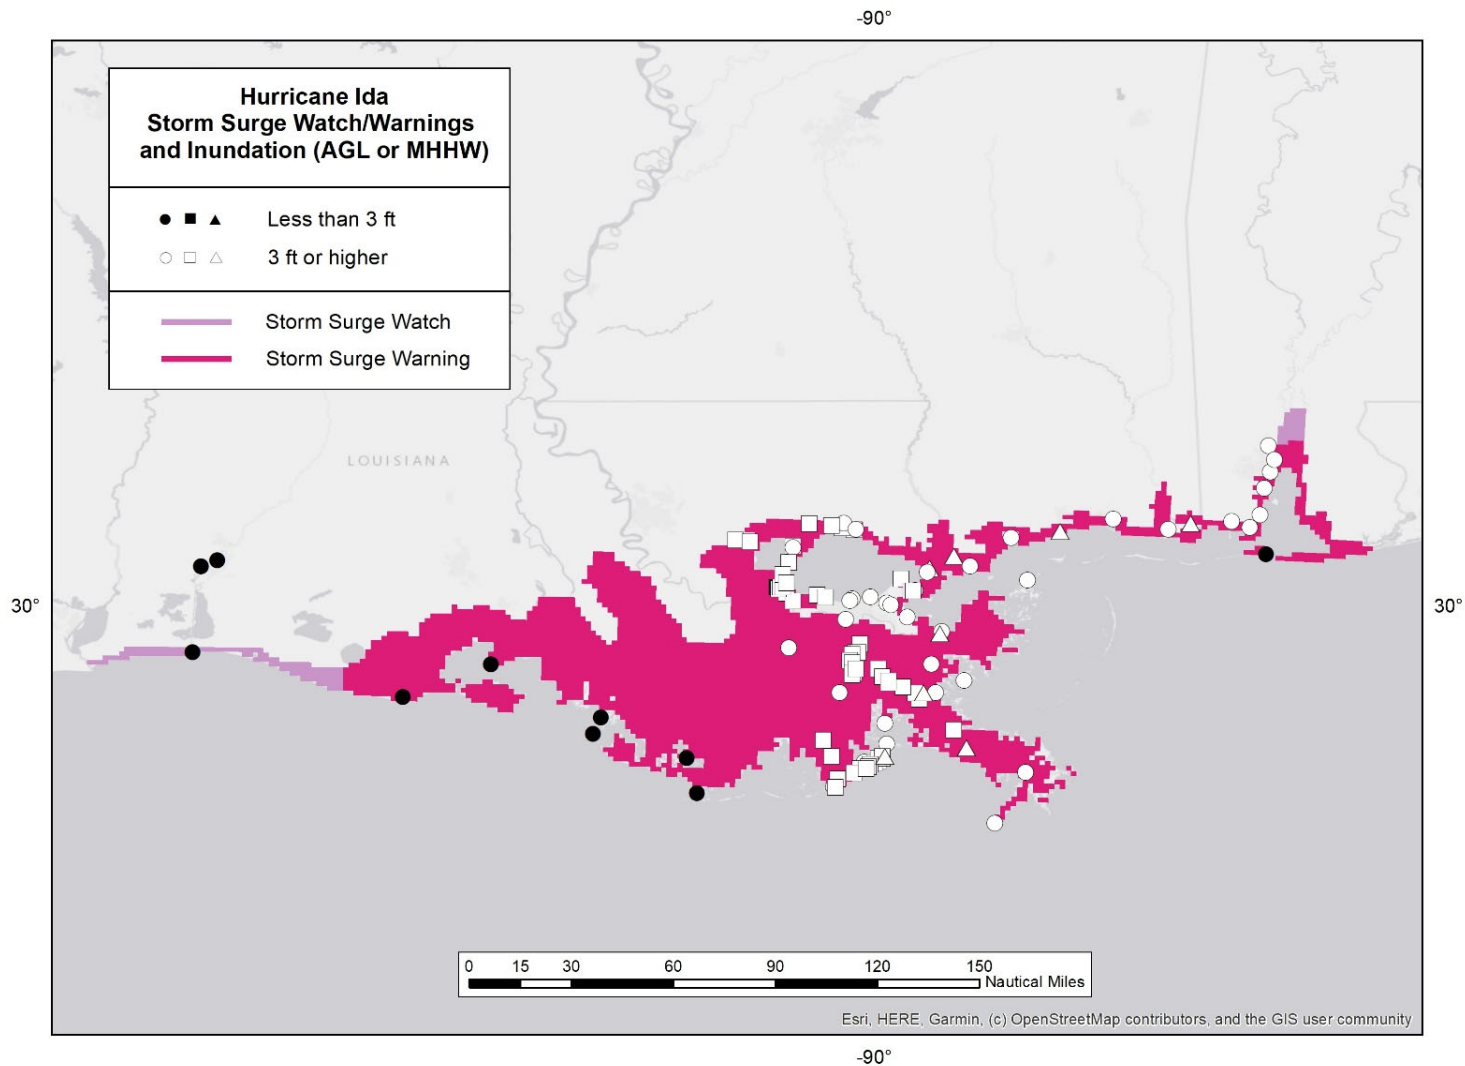 -90°
Hurricane Ida
Storm Surge Watch/Warnings
and Inundation (AGL or MHHW)
Less than 3 ft
3 ft or higher
Storm Surge Watch
Storm Surge Warning
LOUISIANA
30°
30°
0 15 30 60 90 120 150
Nautical Miles
Esri, HERE, Garmin, (c) OpenStreetMap contributors, and the GIS user community
-90°